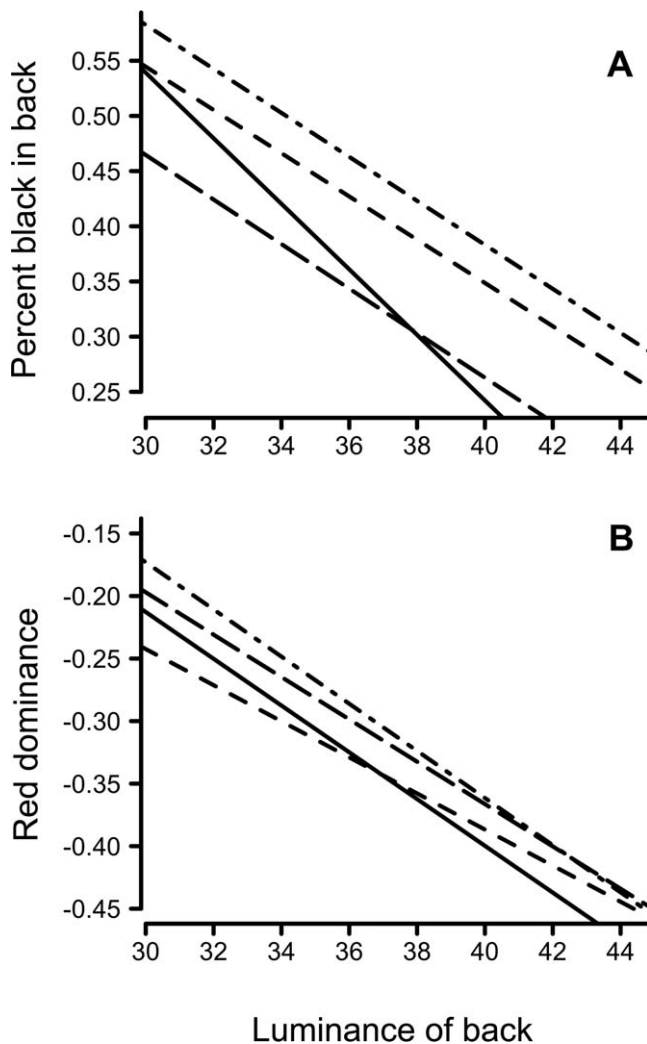 A
Percent black in back
0.55
0.50
0.45
0.40
0.35
0.30
0.25
30 32 34 36 38 40 42 44
B
Red dominance
-0.15
-0.20
-0.25
-0.30
-0.35
-0.40
-0.45
30 32 34 36 38 40 42 44
Luminance of back